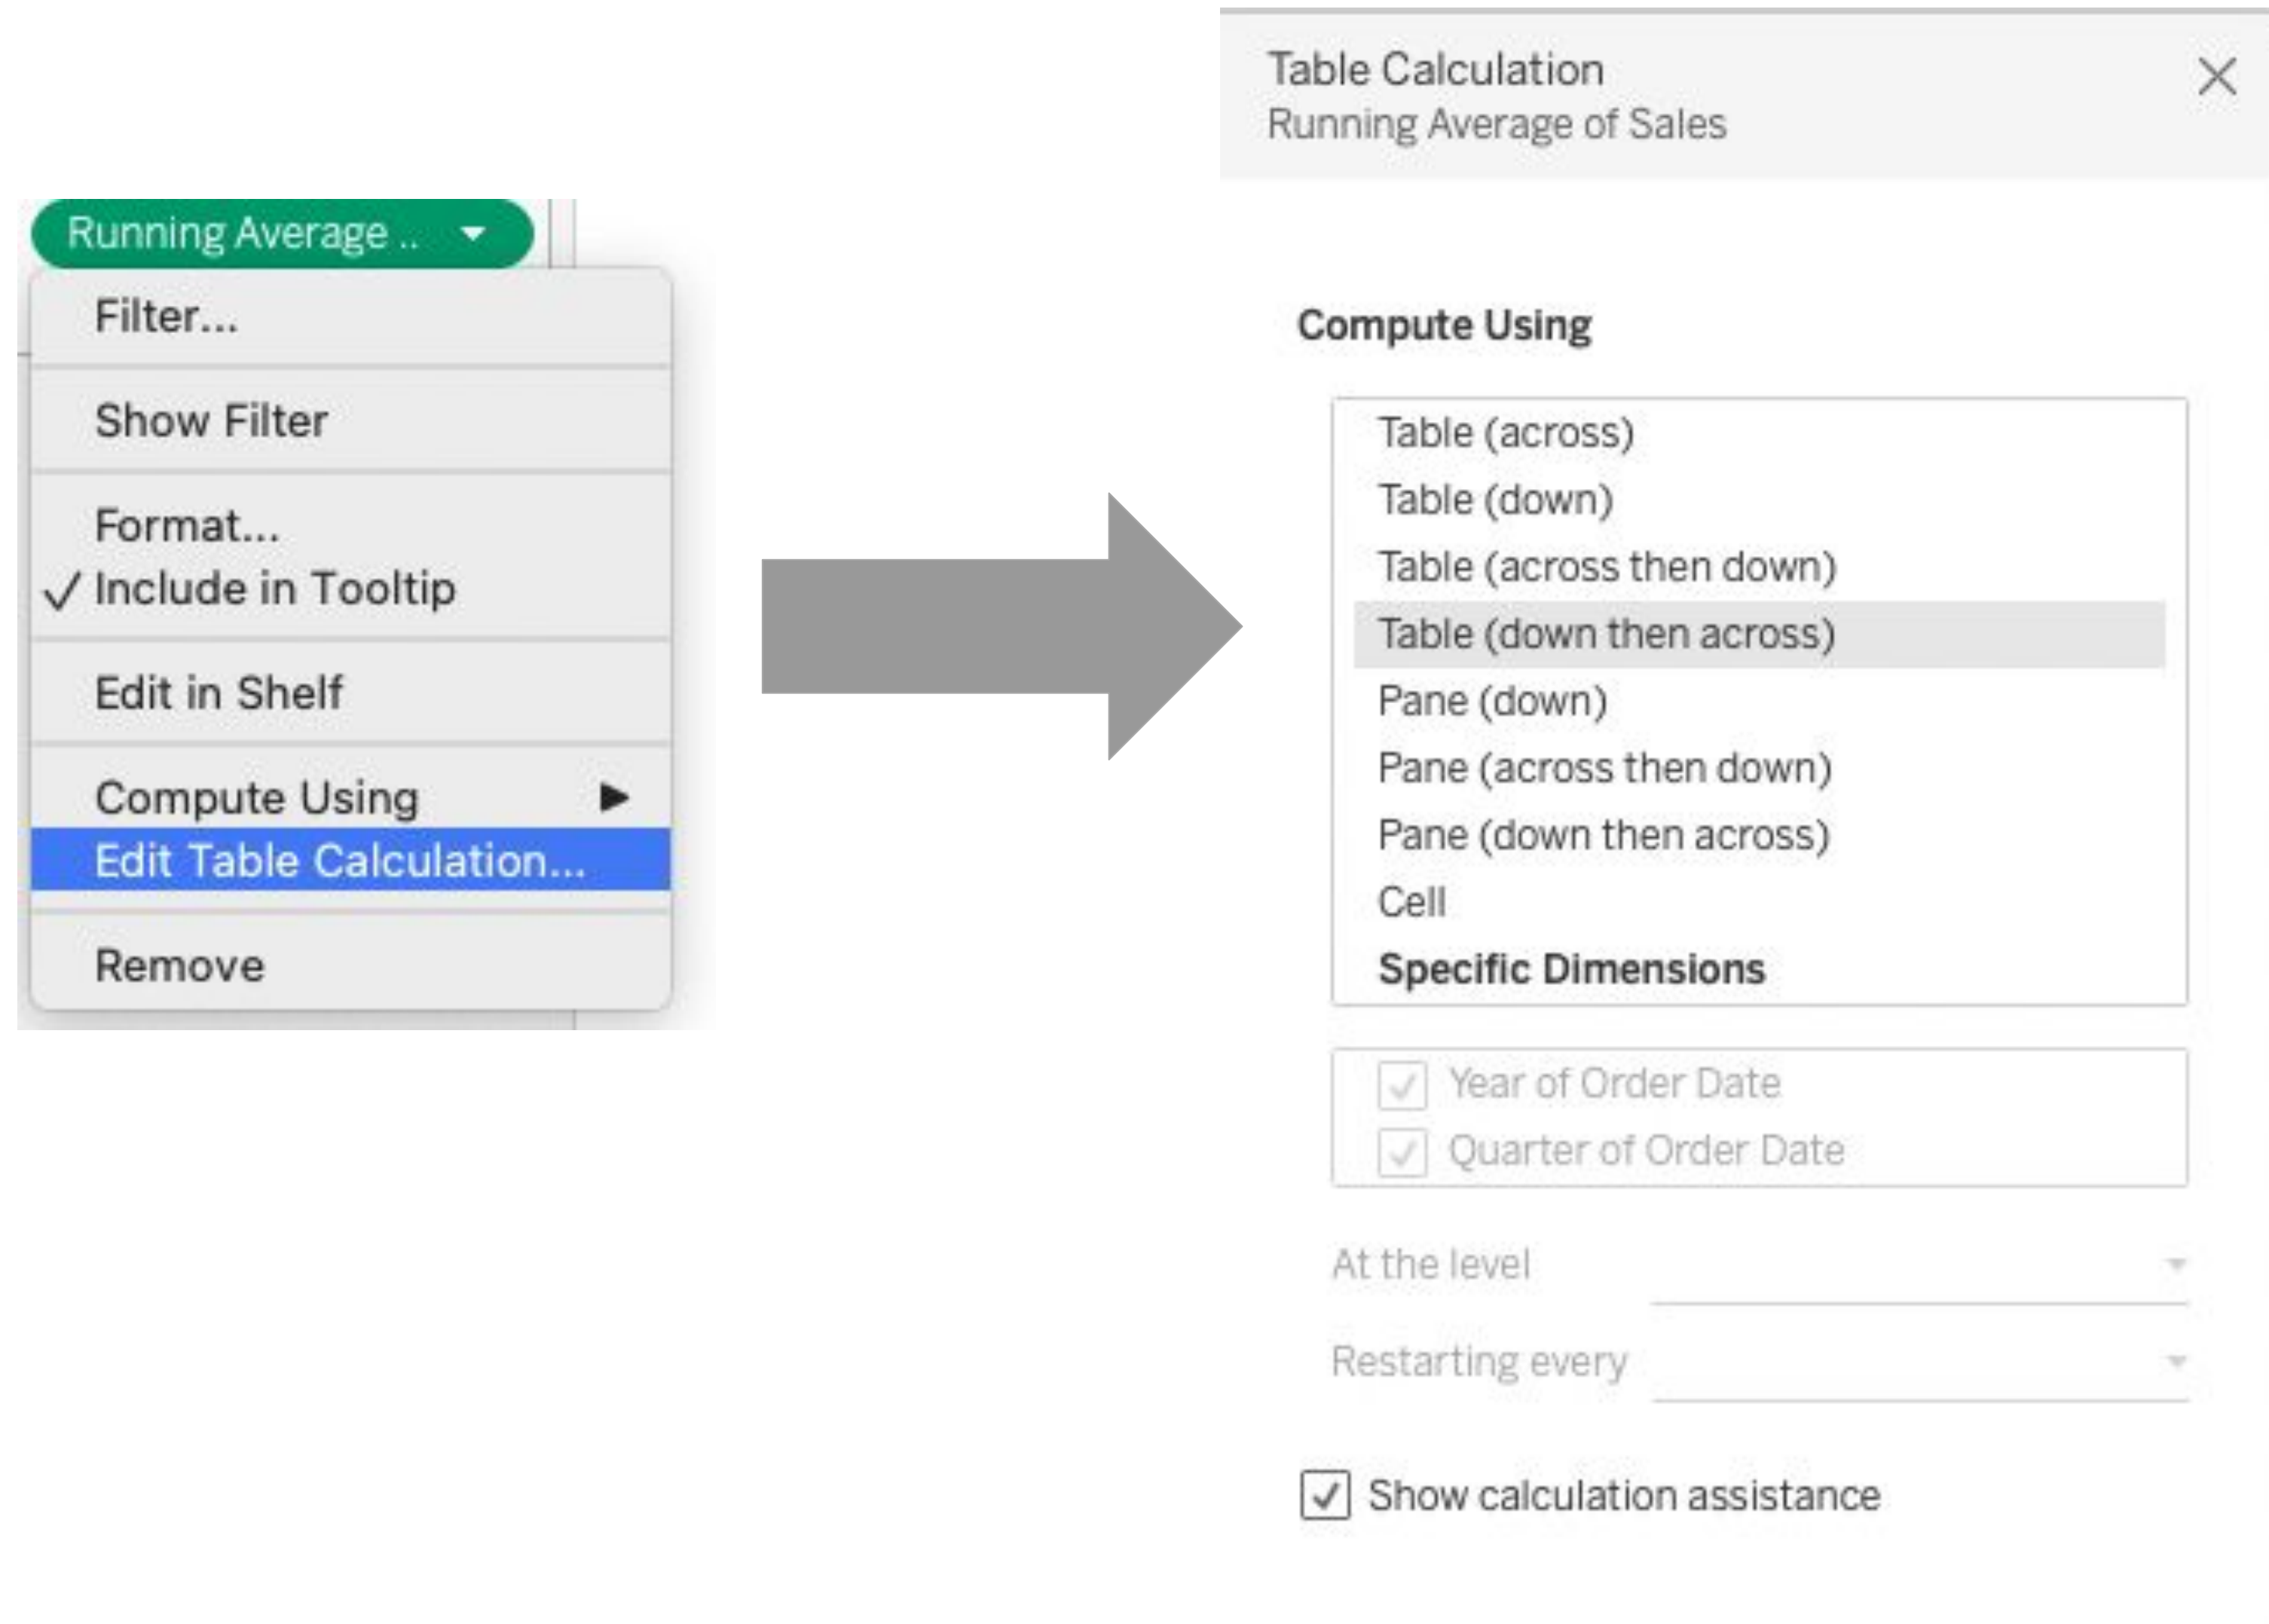 Running Average ..
Filter...
Show Filter
Format...
✓ Include in Tooltip
Edit in Shelf
Compute Using
Edit Table Calculation...
Remove
Table Calculation
Running Average of Sales
Compute Using
Table (across)
Table (down)
Table (across then down)
Table (down then across)
Pane (down)
Pane (across then down)
Pane (down then across)
Cell
Specific Dimensions
Year of Order Date
Quarter of Order Date
At the level
Restarting every
Show calculation assistance